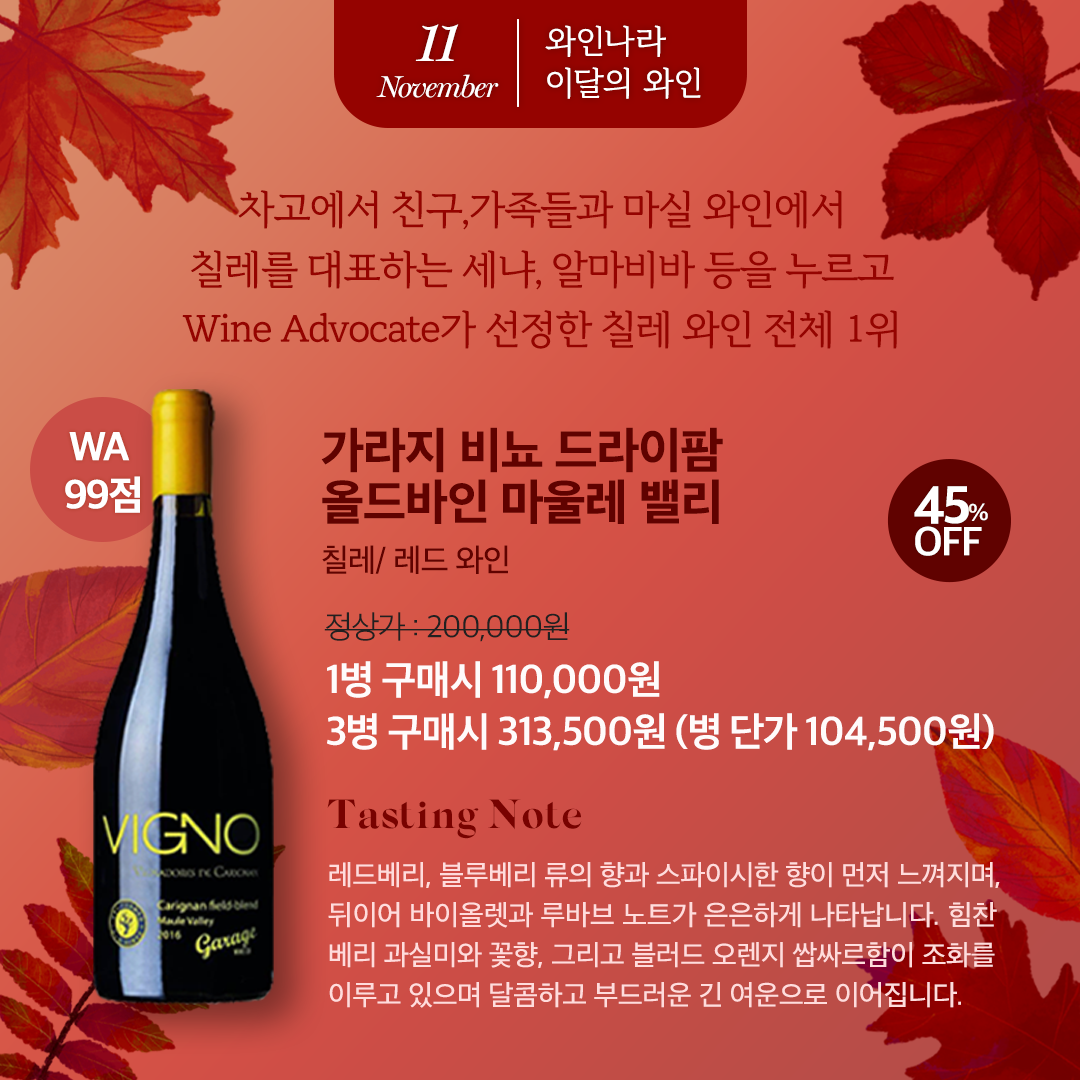 11
November
와인나라
이달의 와인
차고에서 친구,가족들과 마실 와인에서
칠레를 대표하는 세냐, 알마비바 등을 누르고
Wine Advocate가 선정한 칠레 와인 전체 1위
WA
99점
가라지 비뇨 드라이팜
올드바인 마울레 밸리
칠레/ 레드 와인
45%
OFF
정상가 : 200,000원
1병 구매시 110,000원
3병 구매시 313,500원 (병 단가 104,500원)
Tasting Note
레드베리, 블루베리 류의 향과 스파이시한 향이 먼저 느껴지며,
뒤이어 바이올렛과 루바브 노트가 은은하게 나타납니다. 힘찬
베리 과실미와 꽃향, 그리고 블러드 오렌지 쌉싸르함이 조화를
이루고 있으며 달콤하고 부드러운 긴 여운으로 이어집니다.
VIGNO
DE CARIGNAN
Carignan field-blend
Maule Valley
2016
Garage